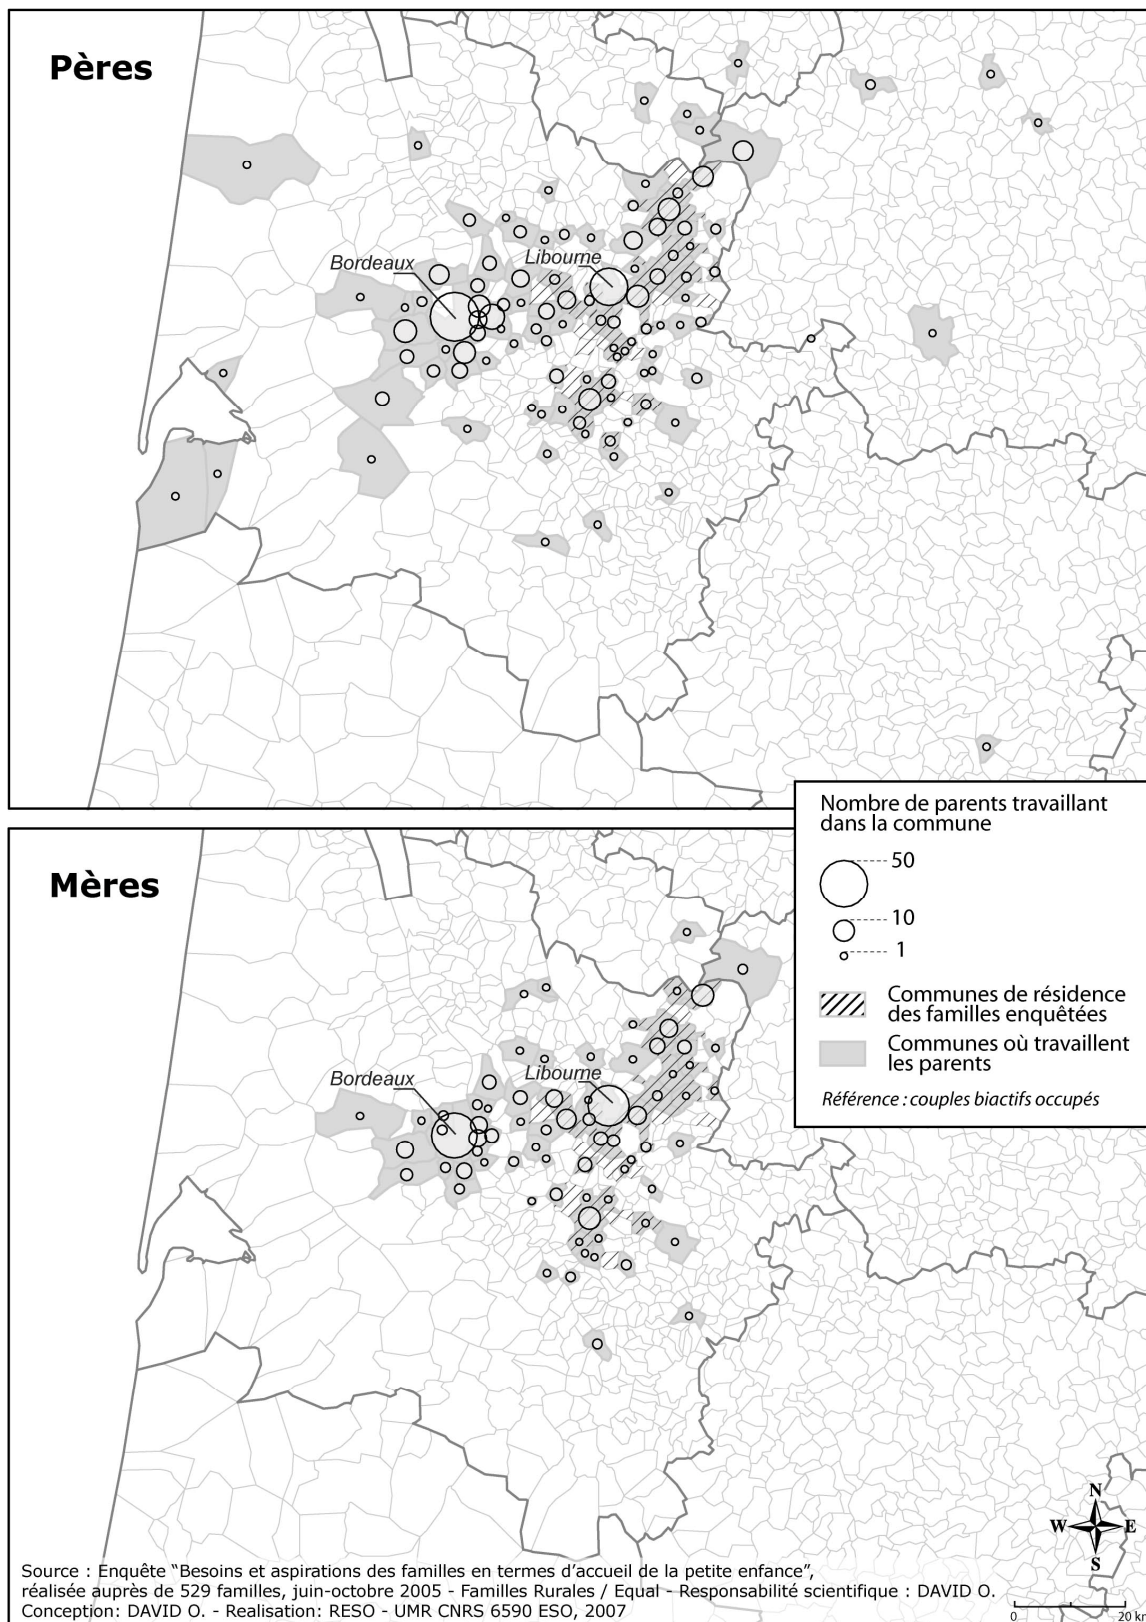 Pères
Bordeaux
Libourne
Nombre de parents travaillant
dans la commune
50
10
1
Communes de résidence
des familles enquêtées
Communes où travaillent
les parents
Référence : couples biactifs occupés
Mères
Bordeaux
Libourne
N
W E
S
Source : Enquête “Besoins et aspirations des familles en termes d’accueil de la petite enfance”,
réalisée auprès de 529 familles, juin-octobre 2005 - Familles Rurales / Equal - Responsabilité scientifique : DAVID O.
Conception: DAVID O. - Realisation: RESO - UMR CNRS 6590 ESO, 2007
0 20 km